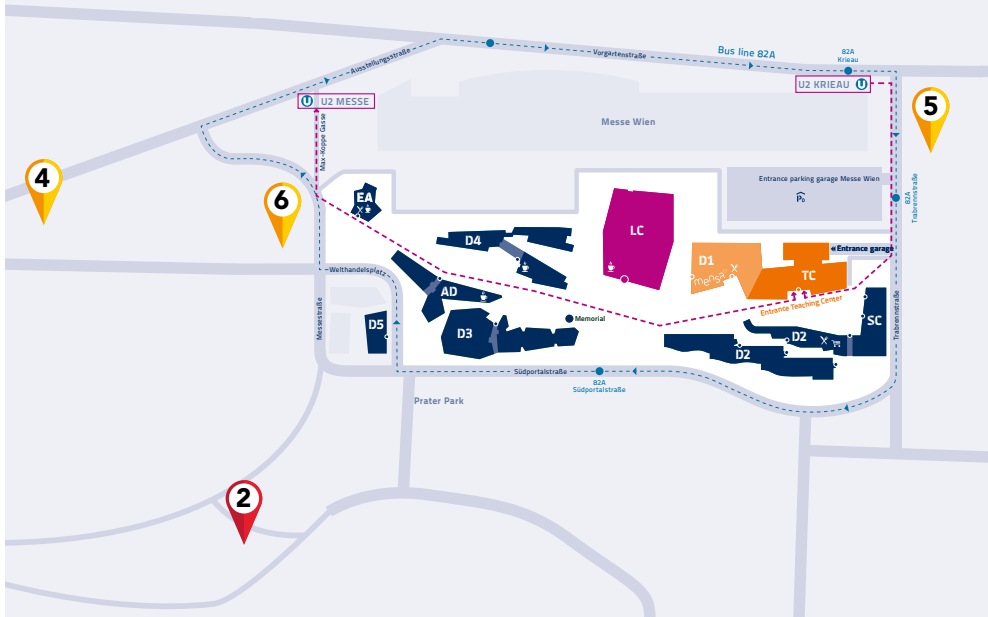 Bus line 82A
82A
Krieau
Vorgartenstraße
Ausstellungsstraße
U2 KRIEAU
U
U
U2 MESSE
5
Messe Wien
Max-Koppe Gasse
4
Entrance parking garage Messe Wien
P
82A
Trabrennstraße
6
EA
LC
D4
Entrance garage
D1
mensa
TC
Welthandelsplatz
AD
Entrance Teaching Center
Messestraße
D5
D3
Memorial
SC
Trabrennstraße
D2
D2
Südportalstraße
82A
Südportalstraße
Prater Park
2